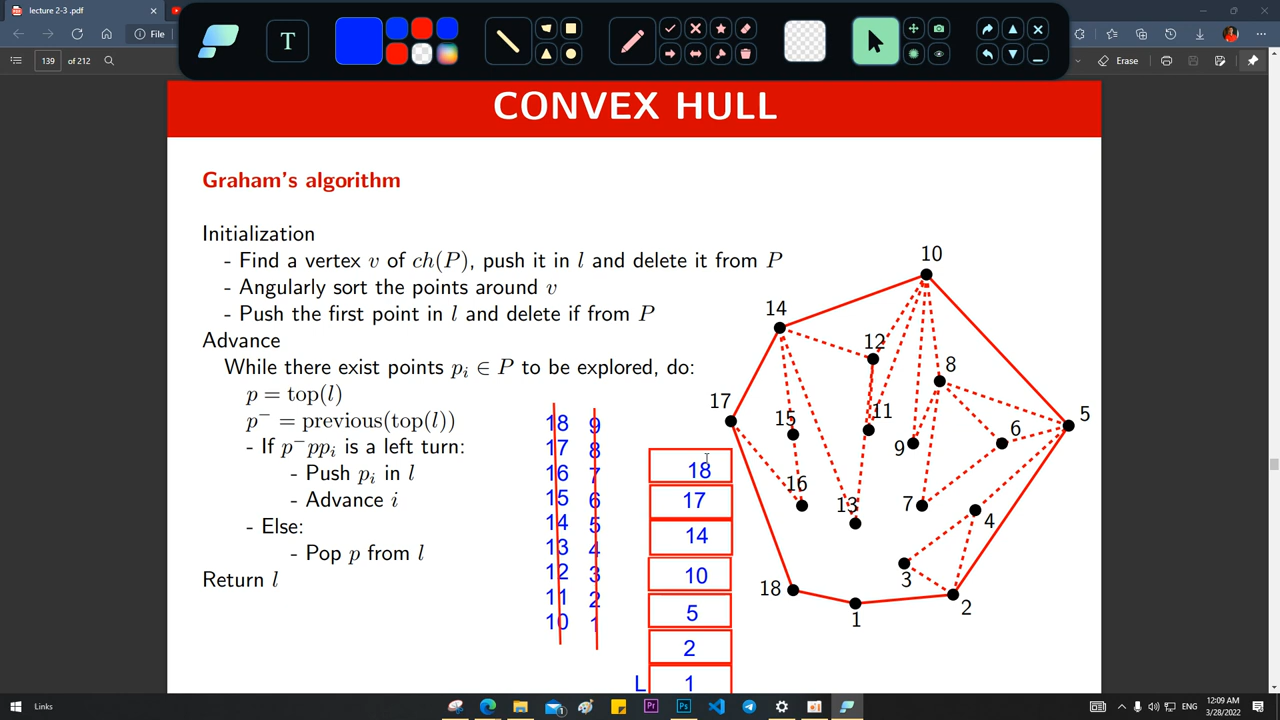 lecture 2-3 .pdf
File
T
139 of 212
Erase
CONVEX HULL
Graham's algorithm
Initialization
- Find a vertex v of ch(P), push it in l and delete it from P
- Angularly sort the points around v
- Push the first point in l and delete if from P
Advance
While there exist points pᵢ ∈ P to be explored, do:
p = top(l)
p⁻ = previous(top(l))
- If p⁻ppᵢ is a left turn:
- Push pᵢ in l
- Advance i
- Else:
- Pop p from l
Return l
18 9
17 8
16 7
15 6
14 5
13 4
12 3
11 2
10 1
18
17
14
10
5
2
L 1
10
14
12
8
17
15
11
5
6
9
16
13
7
4
3
18
1
2
Links
ENG
12:09 AM
3/28/2022